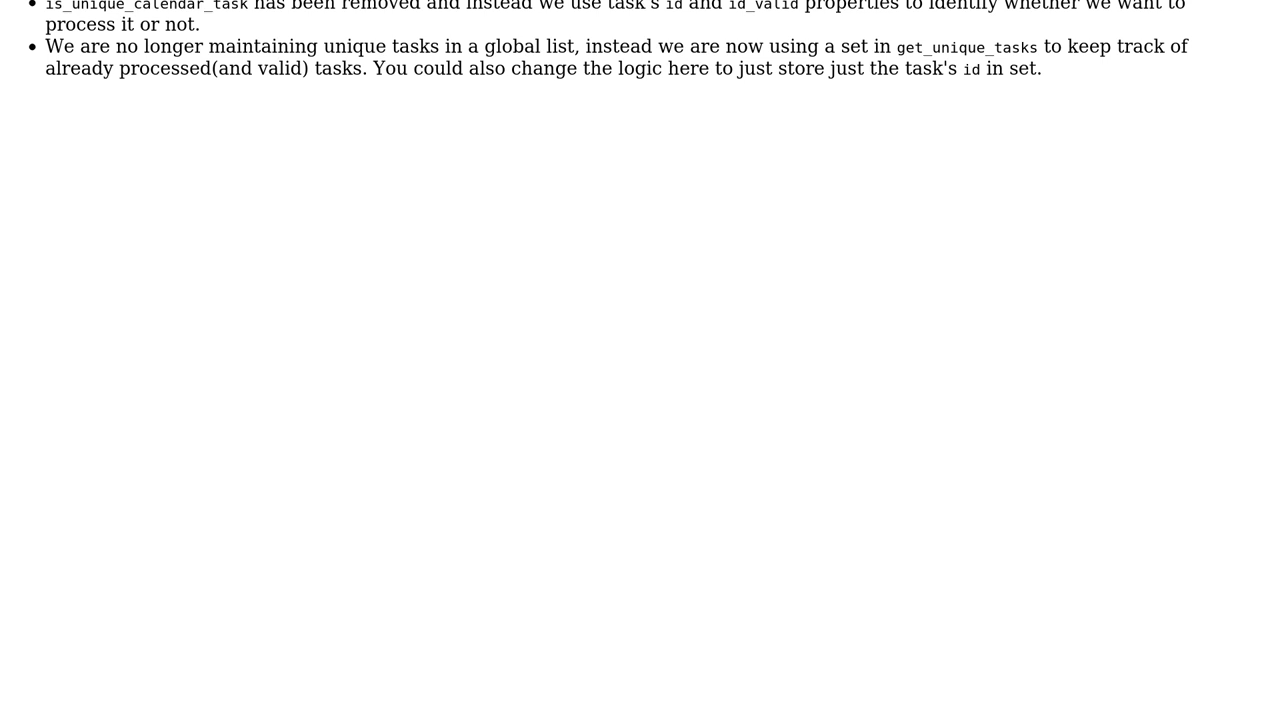 is_unique_calendar_task has been removed and instead we use task's id and id_valid properties to identify whether we want to
process it or not.
We are no longer maintaining unique tasks in a global list, instead we are now using a set in get_unique_tasks to keep track of
already processed(and valid) tasks. You could also change the logic here to just store just the task's id in set.